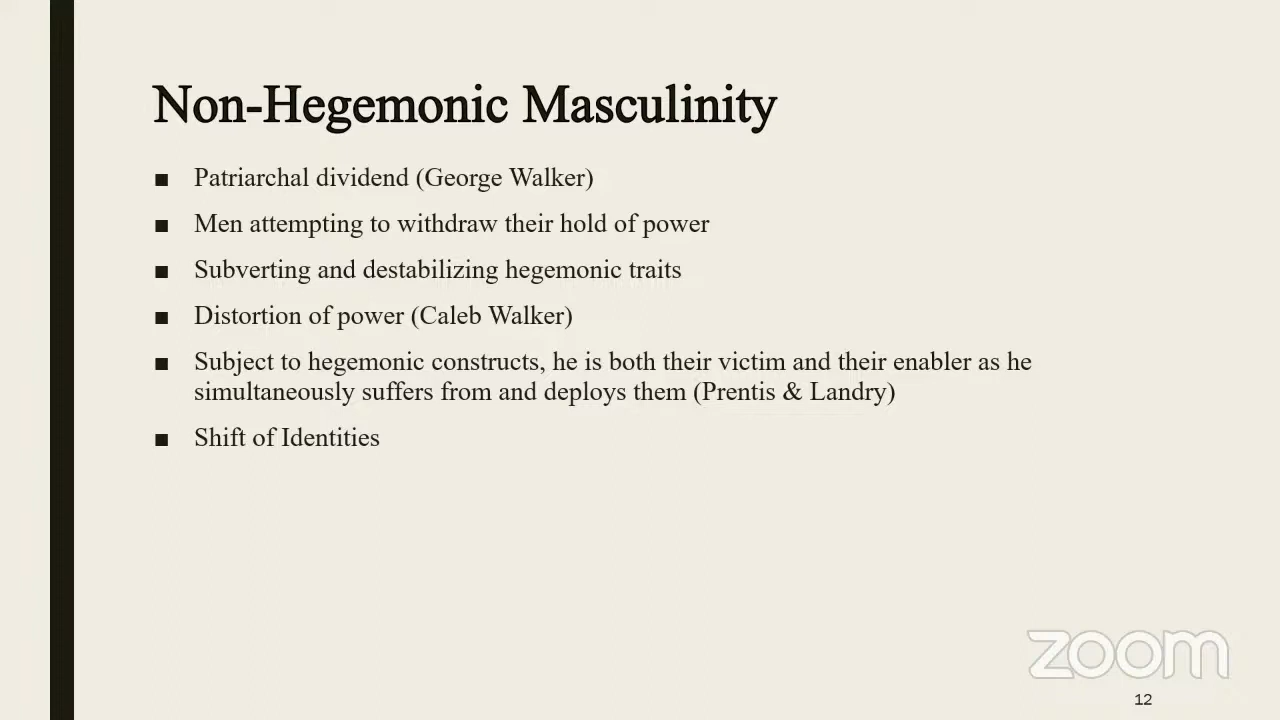 Non-Hegemonic Masculinity
■ Patriarchal dividend (George Walker)
■ Men attempting to withdraw their hold of power
■ Subverting and destabilizing hegemonic traits
■ Distortion of power (Caleb Walker)
■ Subject to hegemonic constructs, he is both their victim and their enabler as he
simultaneously suffers from and deploys them (Prentis & Landry)
■ Shift of Identities
zoom
12